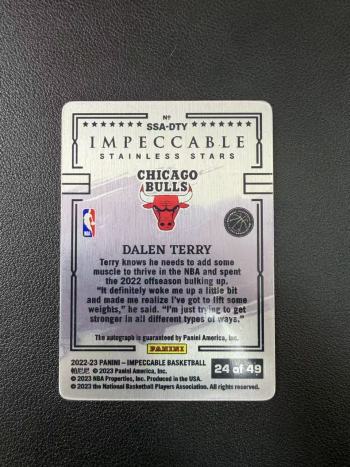 Nº
SSA-DTY
IMPECCABLE
STAINLESS STARS
CHICAGO
BULLS
DALEN TERRY
Terry knows he needs to add some
muscle to thrive in the NBA and spent
the 2022 offseason bulking up.
"It definitely woke me up a little bit
and made me realize I've got to lift some
weights," he said. "I'm just trying to get
stronger in all different types of ways."
The autograph is guaranteed by Panini America, Inc.
PANINI
2022-23 PANINI – IMPECCABLE BASKETBALL
帕尼尼 © 2023 Panini America, Inc.
© 2023 NBA Properties, Inc. Produced in the USA.
© 2023 the National Basketball Players Association. All rights reserved.
24 of 49